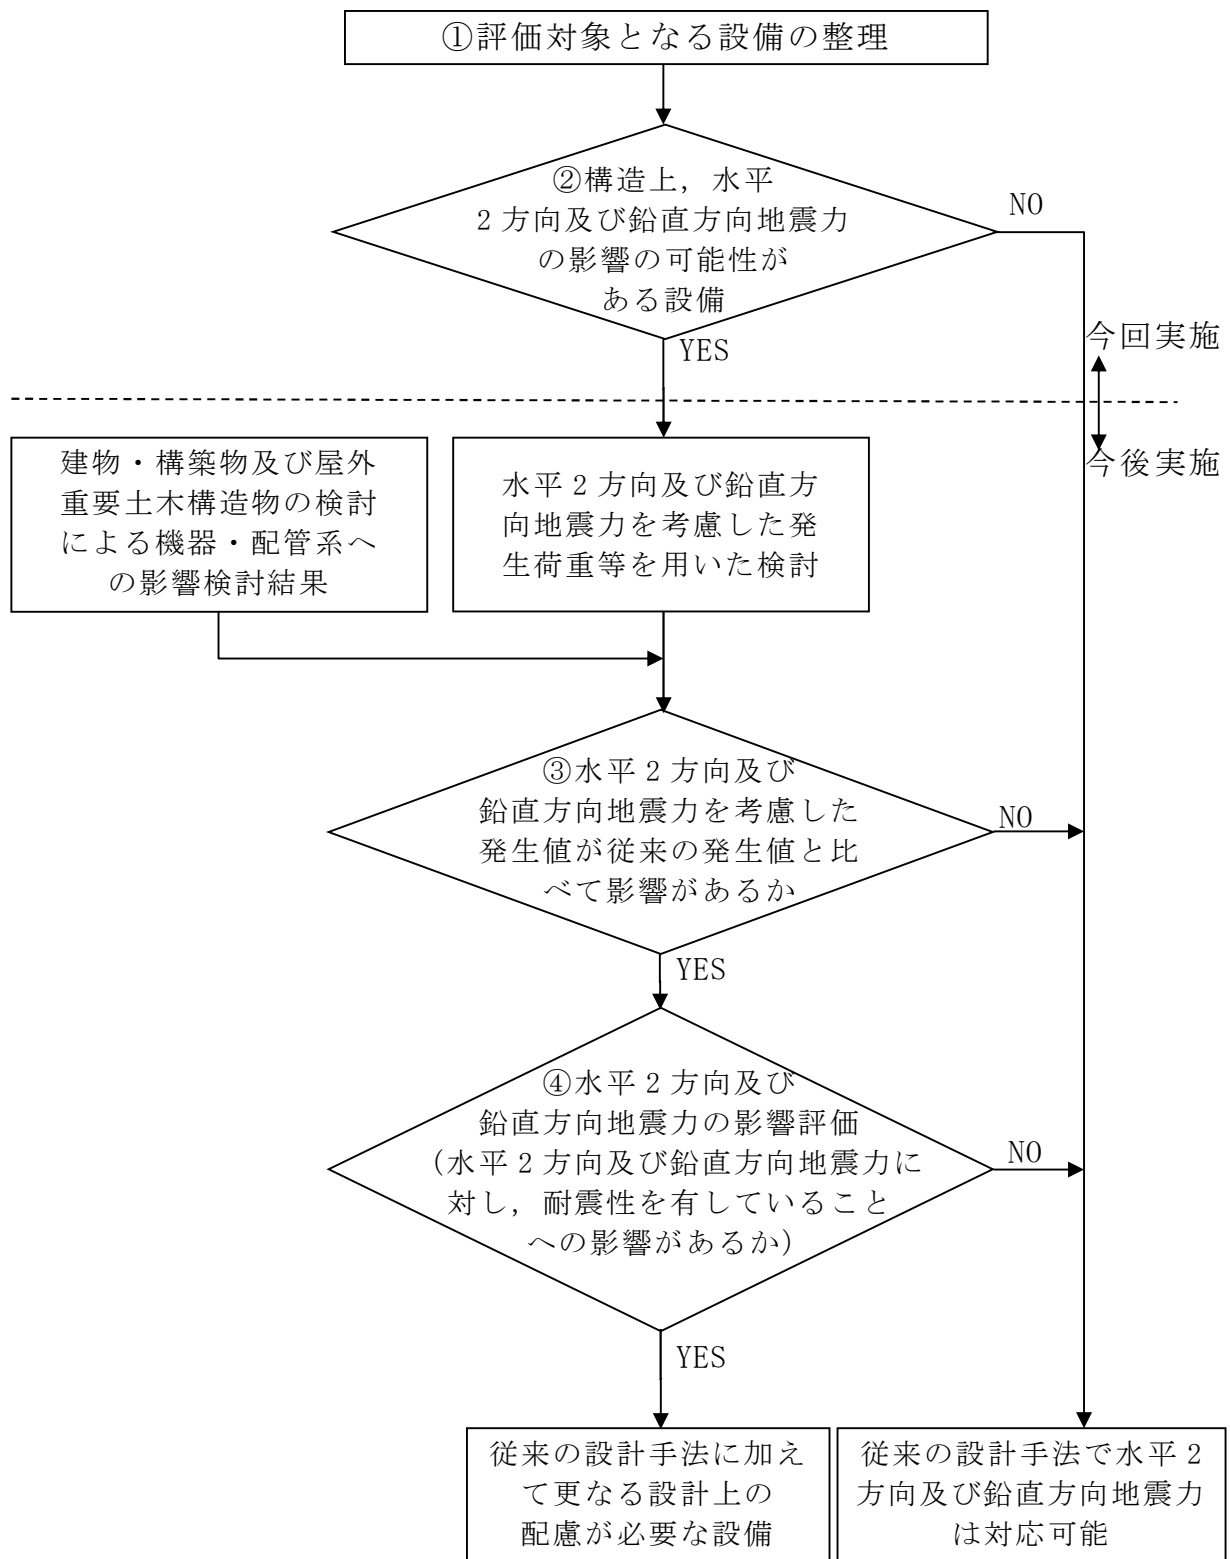 ①評価対象となる設備の整理
②構造上，水平
2方向及び鉛直方向地震力
の影響の可能性が
ある設備
NO
YES
今回実施
今後実施
建物・構築物及び屋外
重要土木構造物の検討
による機器・配管系へ
の影響検討結果
水平2方向及び鉛直方
向地震力を考慮した発
生荷重等を用いた検討
③水平2方向及び
鉛直方向地震力を考慮した
発生値が従来の発生値と比
べて影響があるか
NO
YES
④水平2方向及び
鉛直方向地震力の影響評価
（水平2方向及び鉛直方向地震力に
対し，耐震性を有していること
への影響があるか）
NO
YES
従来の設計手法に加え
て更なる設計上の
配慮が必要な設備
従来の設計手法で水平2
方向及び鉛直方向地震力
は対応可能